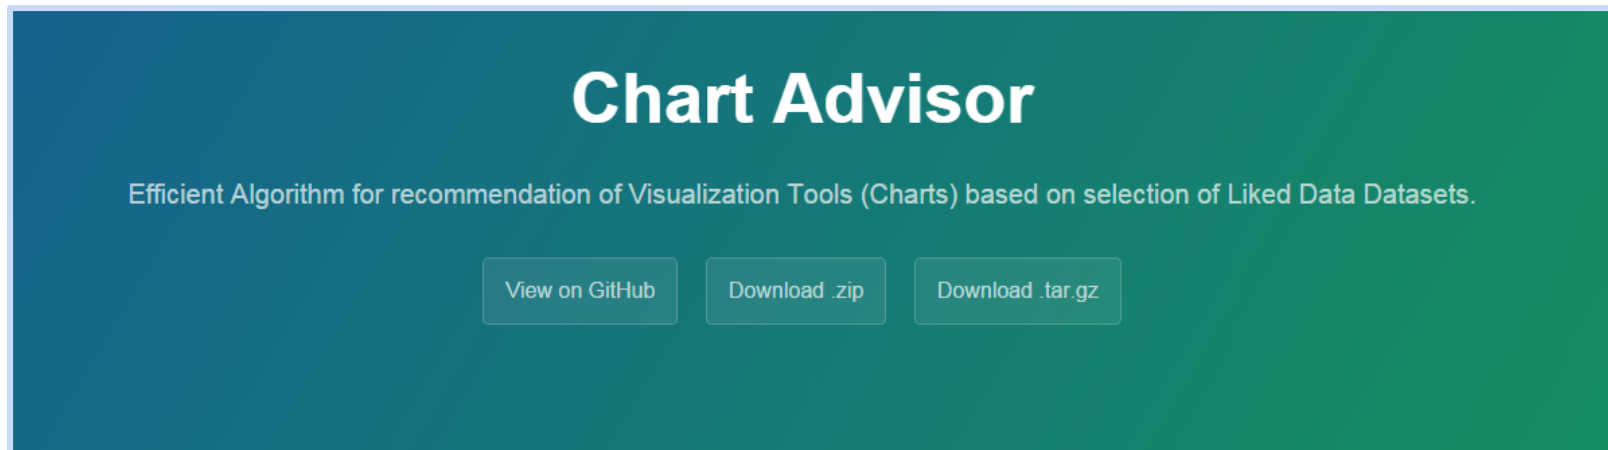 Chart Advisor
Efficient Algorithm for recommendation of Visualization Tools (Charts) based on selection of Liked Data Datasets.
View on GitHub
Download .zip
Download .tar.gz